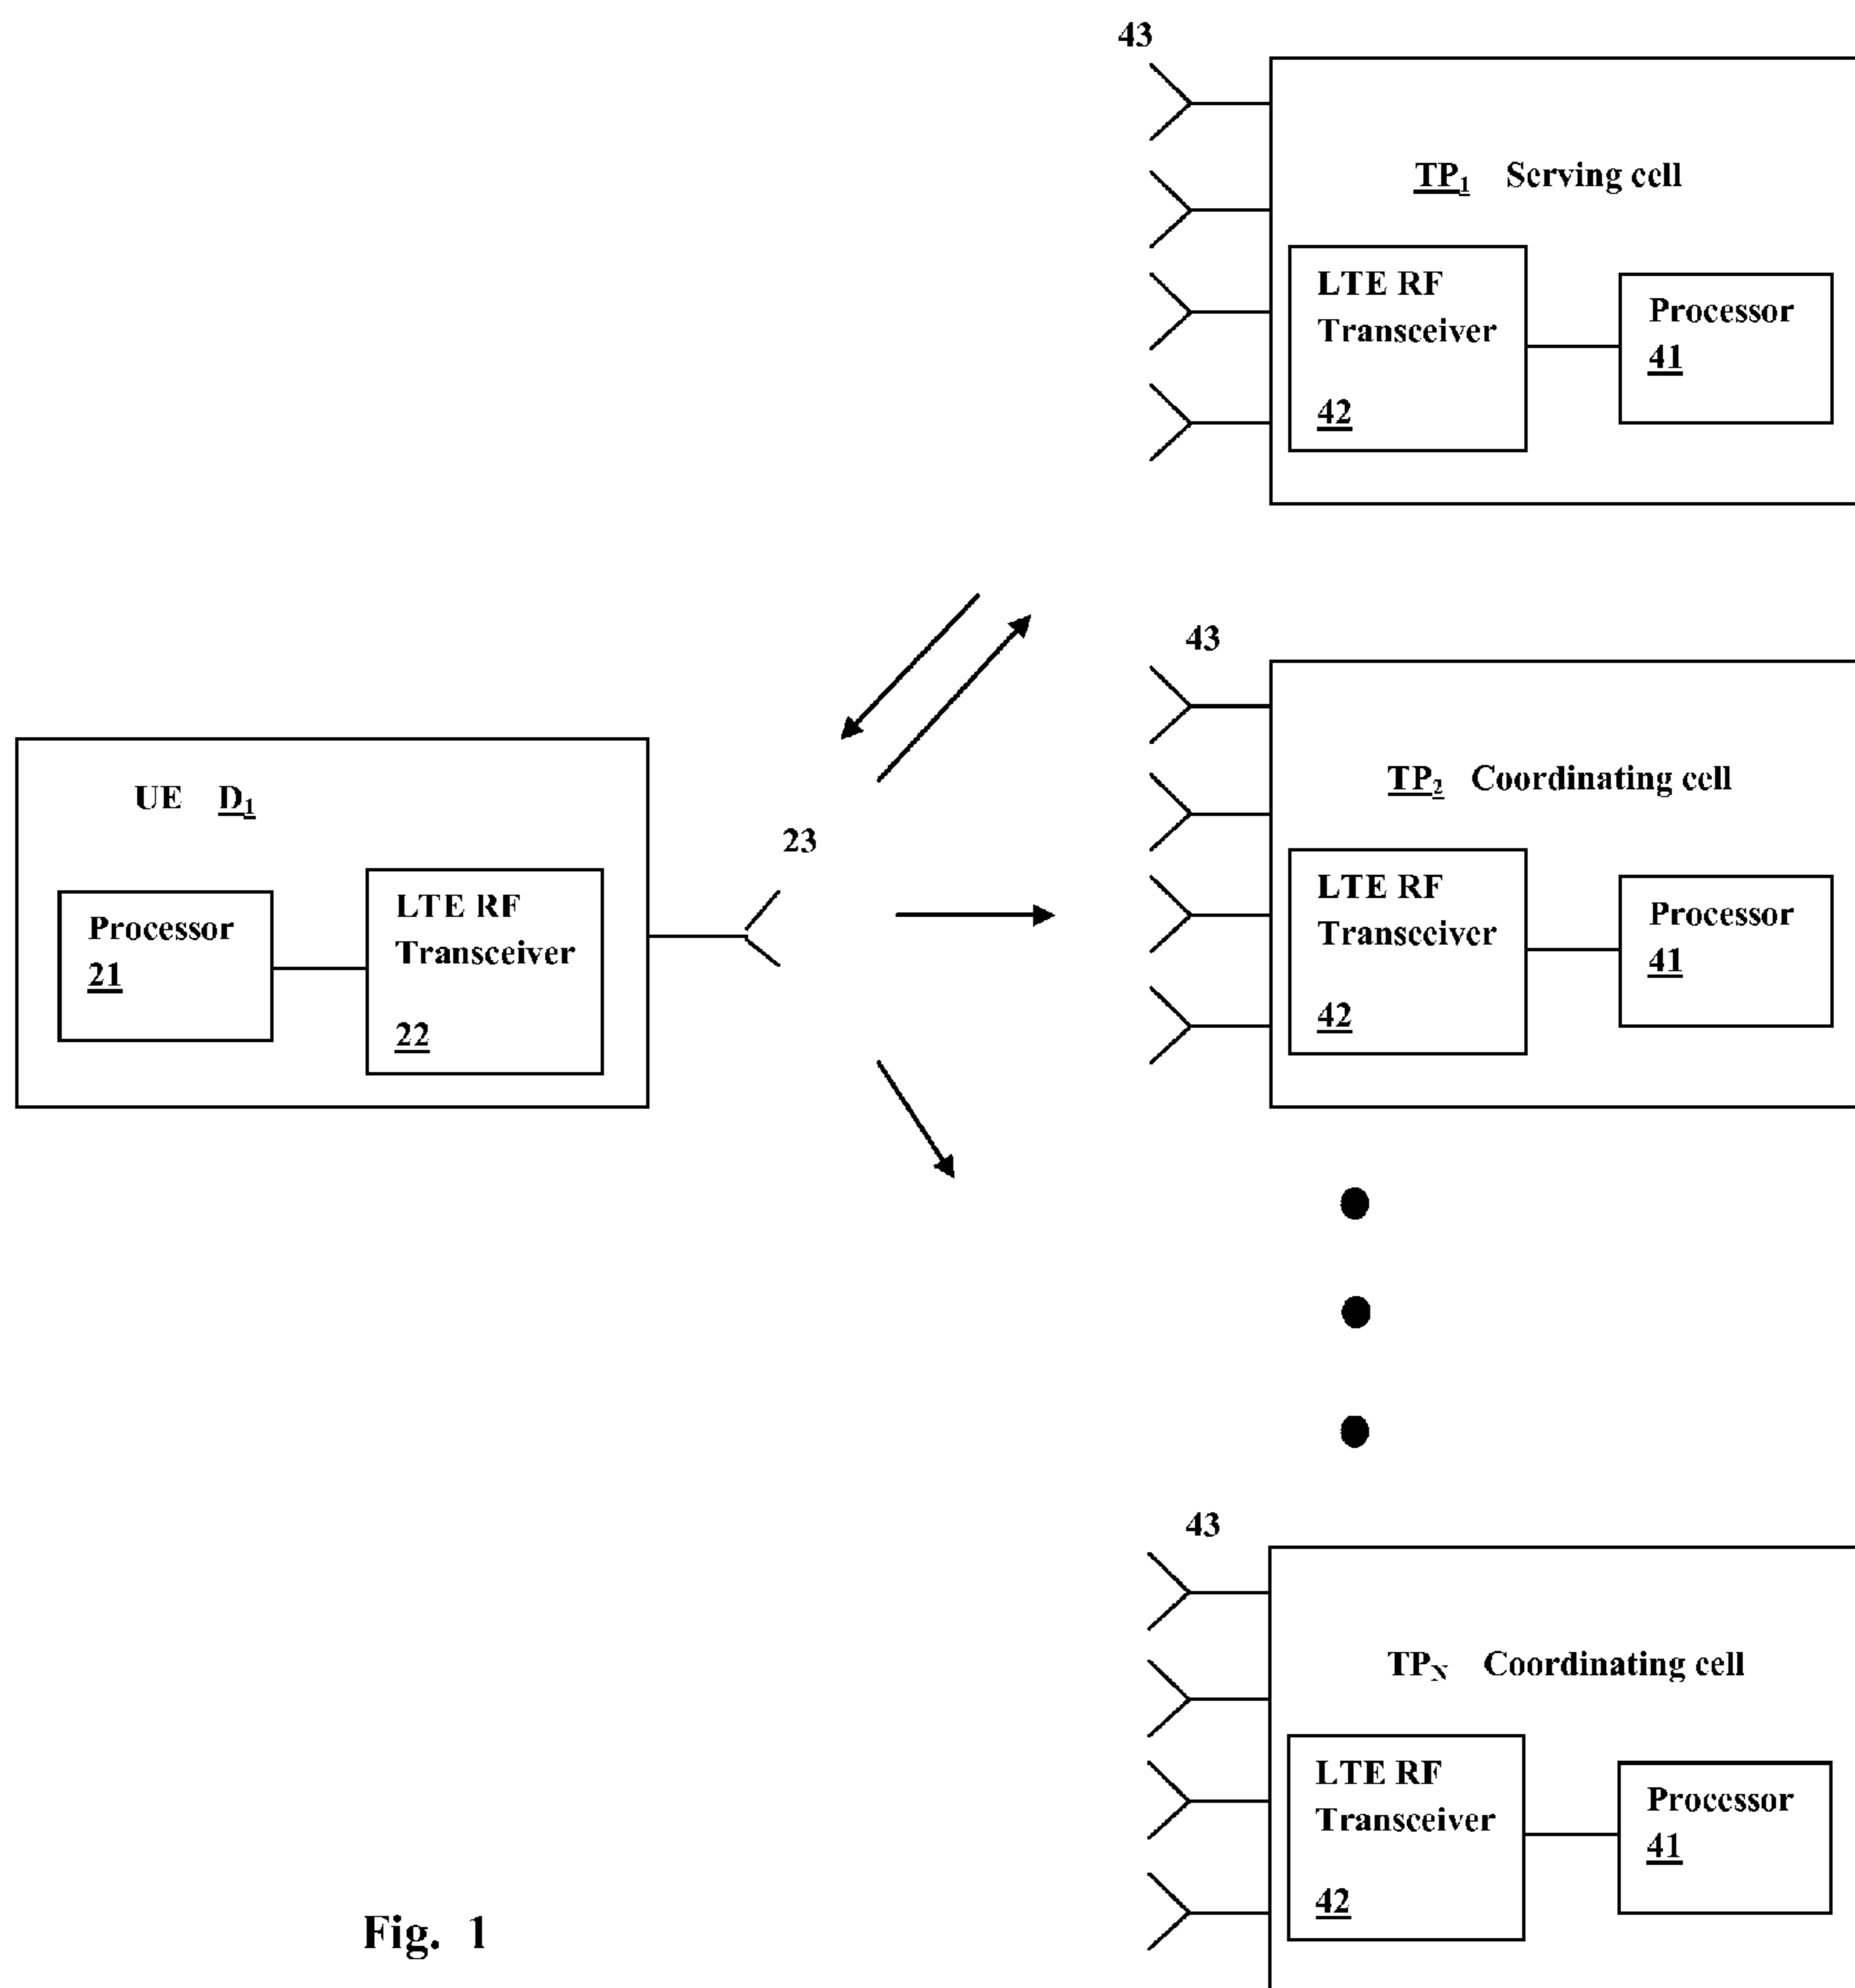 43
TP1 Serving cell
LTE RF
Transceiver
42
Processor
41
43
TP2 Coordinating cell
LTE RF
Transceiver
42
Processor
41
UE D1
23
Processor
21
LTE RF
Transceiver
22
43
TPN Coordinating cell
LTE RF
Transceiver
42
Processor
41
Fig. 1